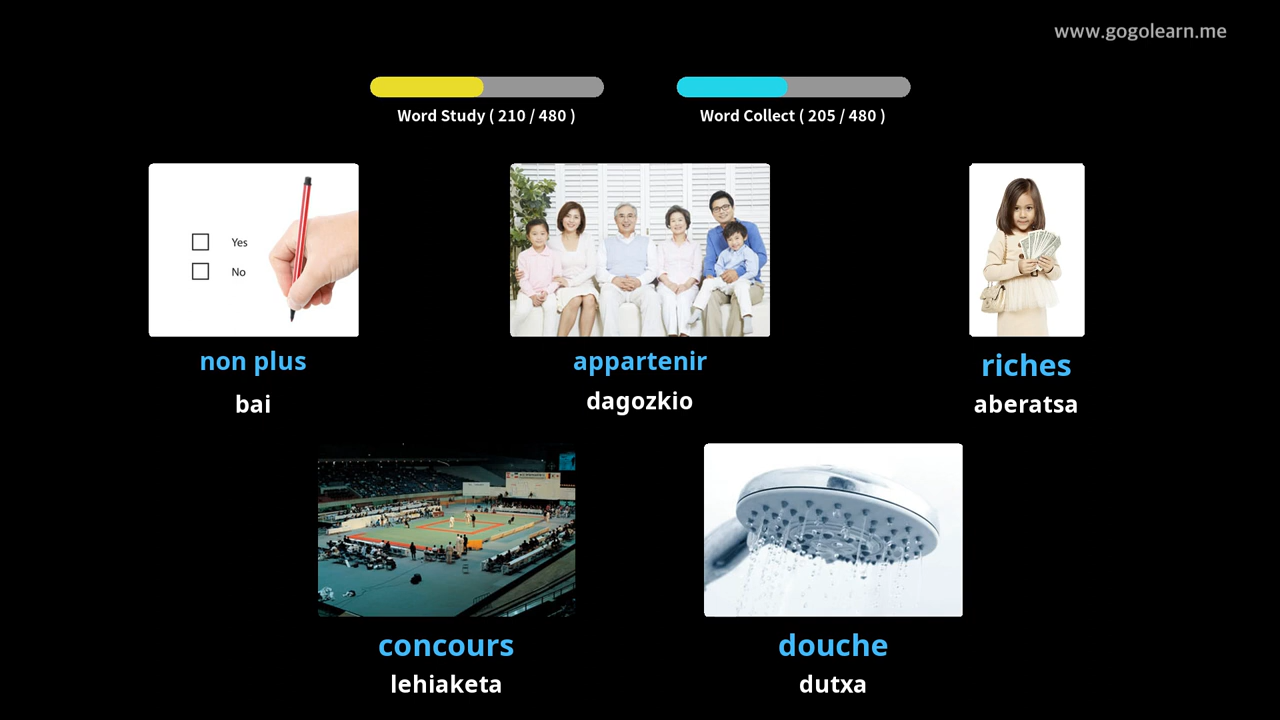 www.gogolearn.me
Word Study ( 210 / 480 )
Word Collect ( 205 / 480 )
Yes
No
non plus
bai
appartenir
dagozkio
riches
aberatsa
concours
lehiaketa
douche
dutxa